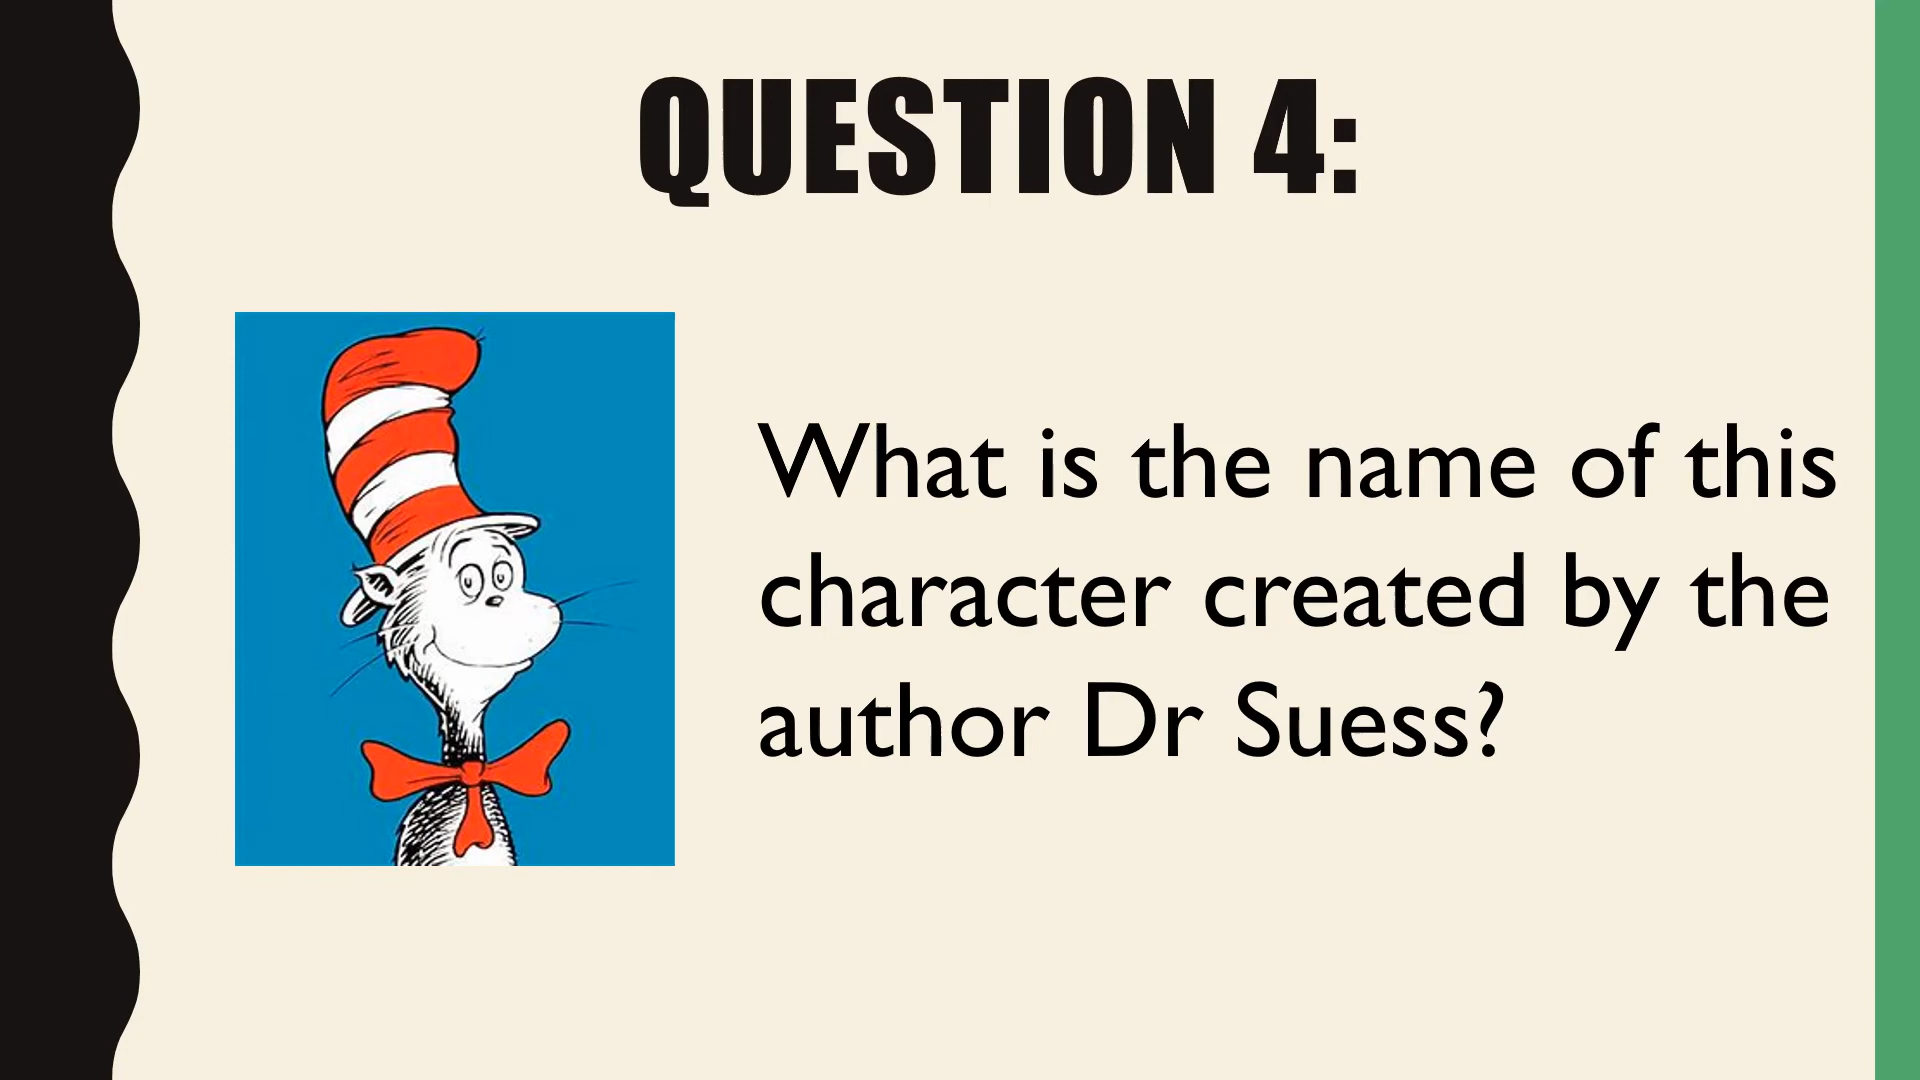 QUESTION 4:
What is the name of this
character created by the
author Dr Suess?